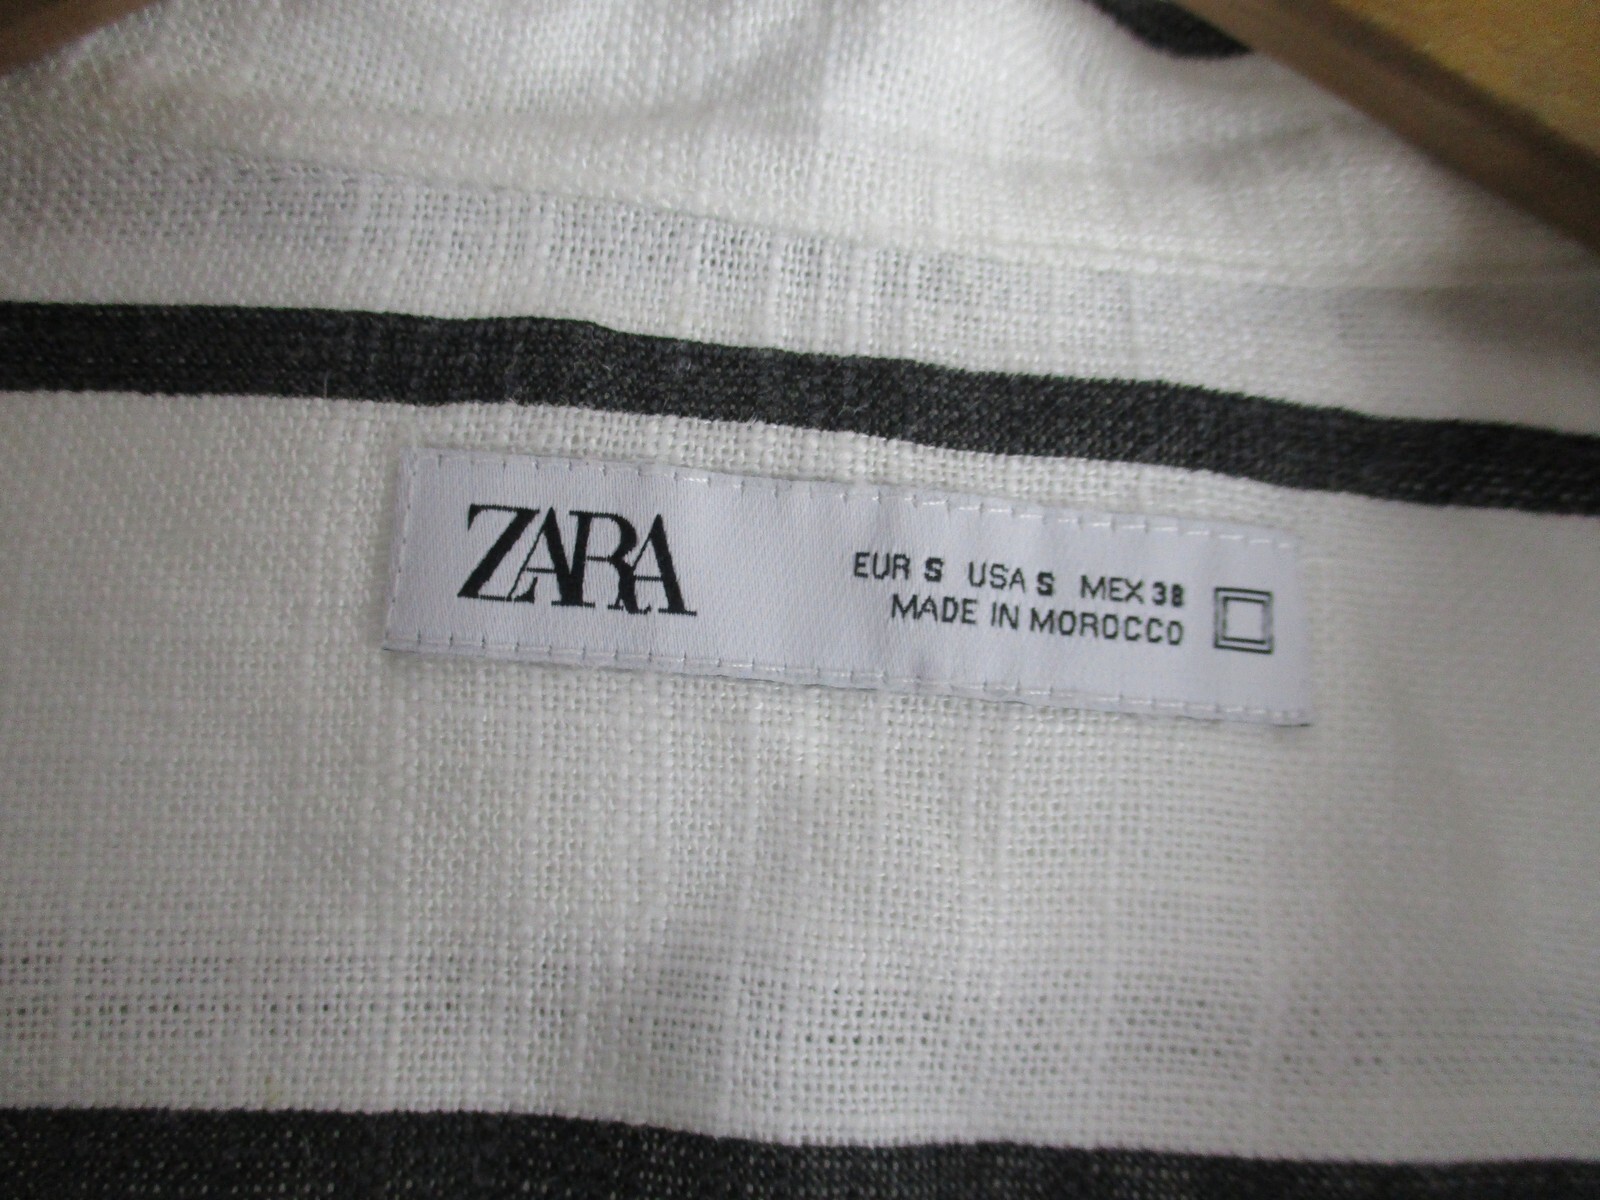 ZARA
EUR S USA S MEX 38
MADE IN MOROCCO